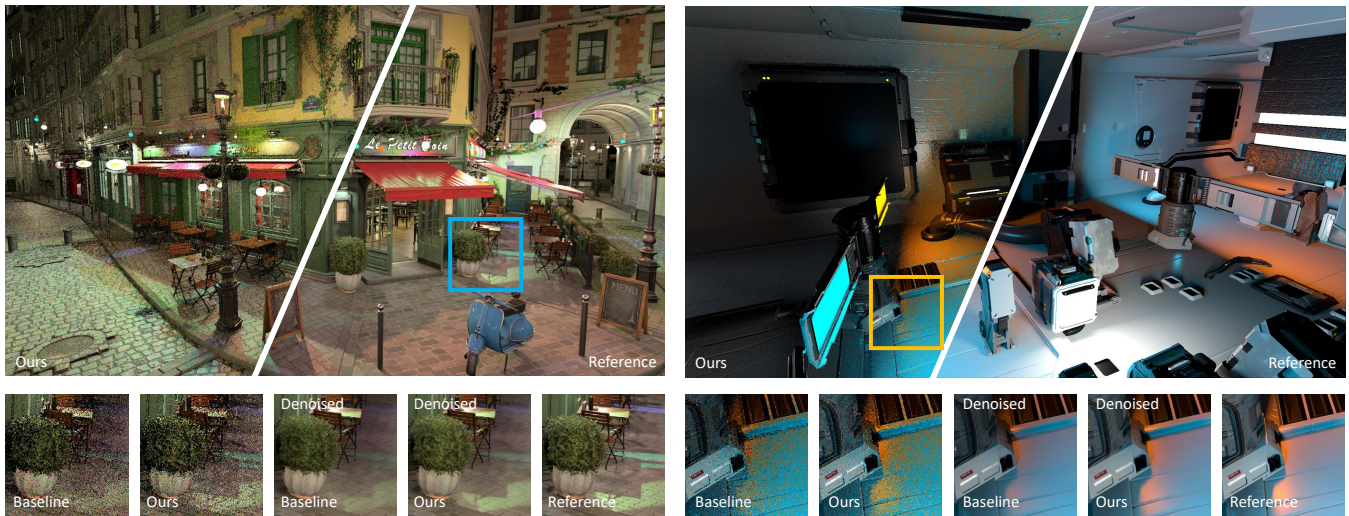 Le Petit Coin
MENU
Ours
Reference
Ours
Reference
Baseline
Ours
Denoised
Baseline
Denoised
Ours
Reference
Baseline
Ours
Denoised
Baseline
Denoised
Ours
Reference